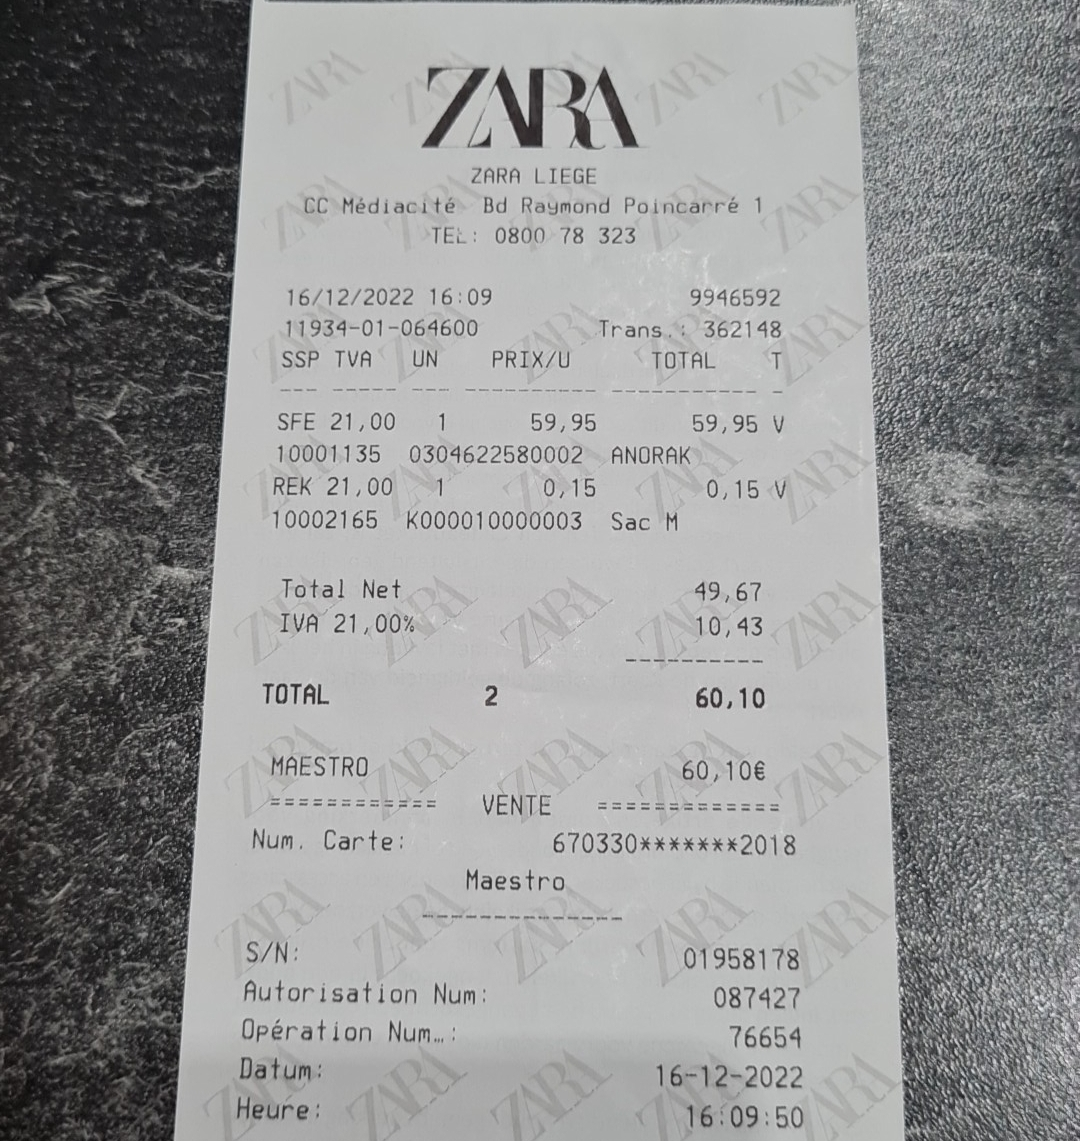 ZARA
ZARA LIEGE
CC Médiacité Bd Raymond Poincarré 1
TEL: 0800 78 323
16/12/2022 16:09 9946592
11934-01-064600 Trans.: 362148
SSP TVA UN PRIX/U TOTAL T
--- ----- --- ---------- ----------- -
SFE 21,00 1 59,95 59,95 V
10001135 0304622580002 ANORAK
REK 21,00 1 0,15 0,15 V
10002165 K000010000003 Sac M
Total Net 49,67
IVA 21,00% 10,43
----------
TOTAL 2 60,10
MAESTRO 60,10€
============ VENTE =============
Num. Carte: 670330*******2018
Maestro
--------------
S/N: 01958178
Autorisation Num: 087427
Opération Num…: 76654
Datum: 16-12-2022
Heure: 16:09:50